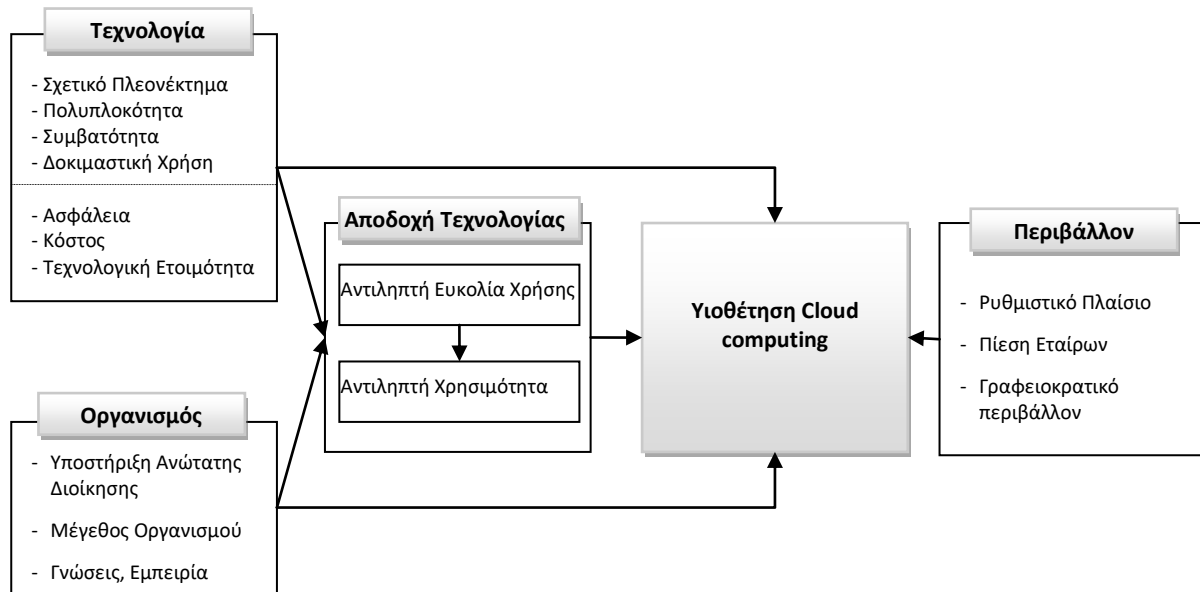 Τεχνολογία
- Σχετικό Πλεονέκτημα
- Πολυπλοκότητα
- Συμβατότητα
- Δοκιμαστική Χρήση
- Ασφάλεια
- Κόστος
- Τεχνολογική Ετοιμότητα
Οργανισμός
- Υποστήριξη Ανώτατης
Διοίκησης
- Μέγεθος Οργανισμού
- Γνώσεις, Εμπειρία
Αποδοχή Τεχνολογίας
Αντιληπτή Ευκολία Χρήσης
Αντιληπτή Χρησιμότητα
Υιοθέτηση Cloud
computing
Περιβάλλον
- Ρυθμιστικό Πλαίσιο
- Πίεση Εταίρων
- Γραφειοκρατικό
περιβάλλον